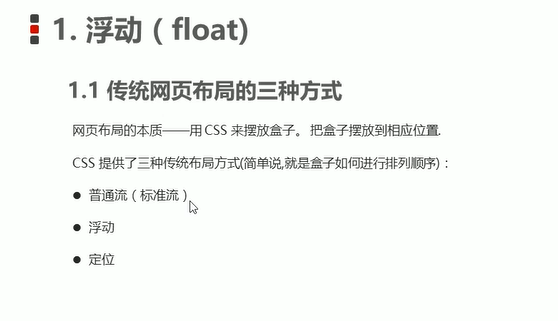 1. 浮动（float)
1.1 传统网页布局的三种方式
网页布局的本质——用 CSS 来摆放盒子。 把盒子摆放到相应位置.
CSS 提供了三种传统布局方式(简单说,就是盒子如何进行排列顺序)：
● 普通流（标准流）
● 浮动
● 定位